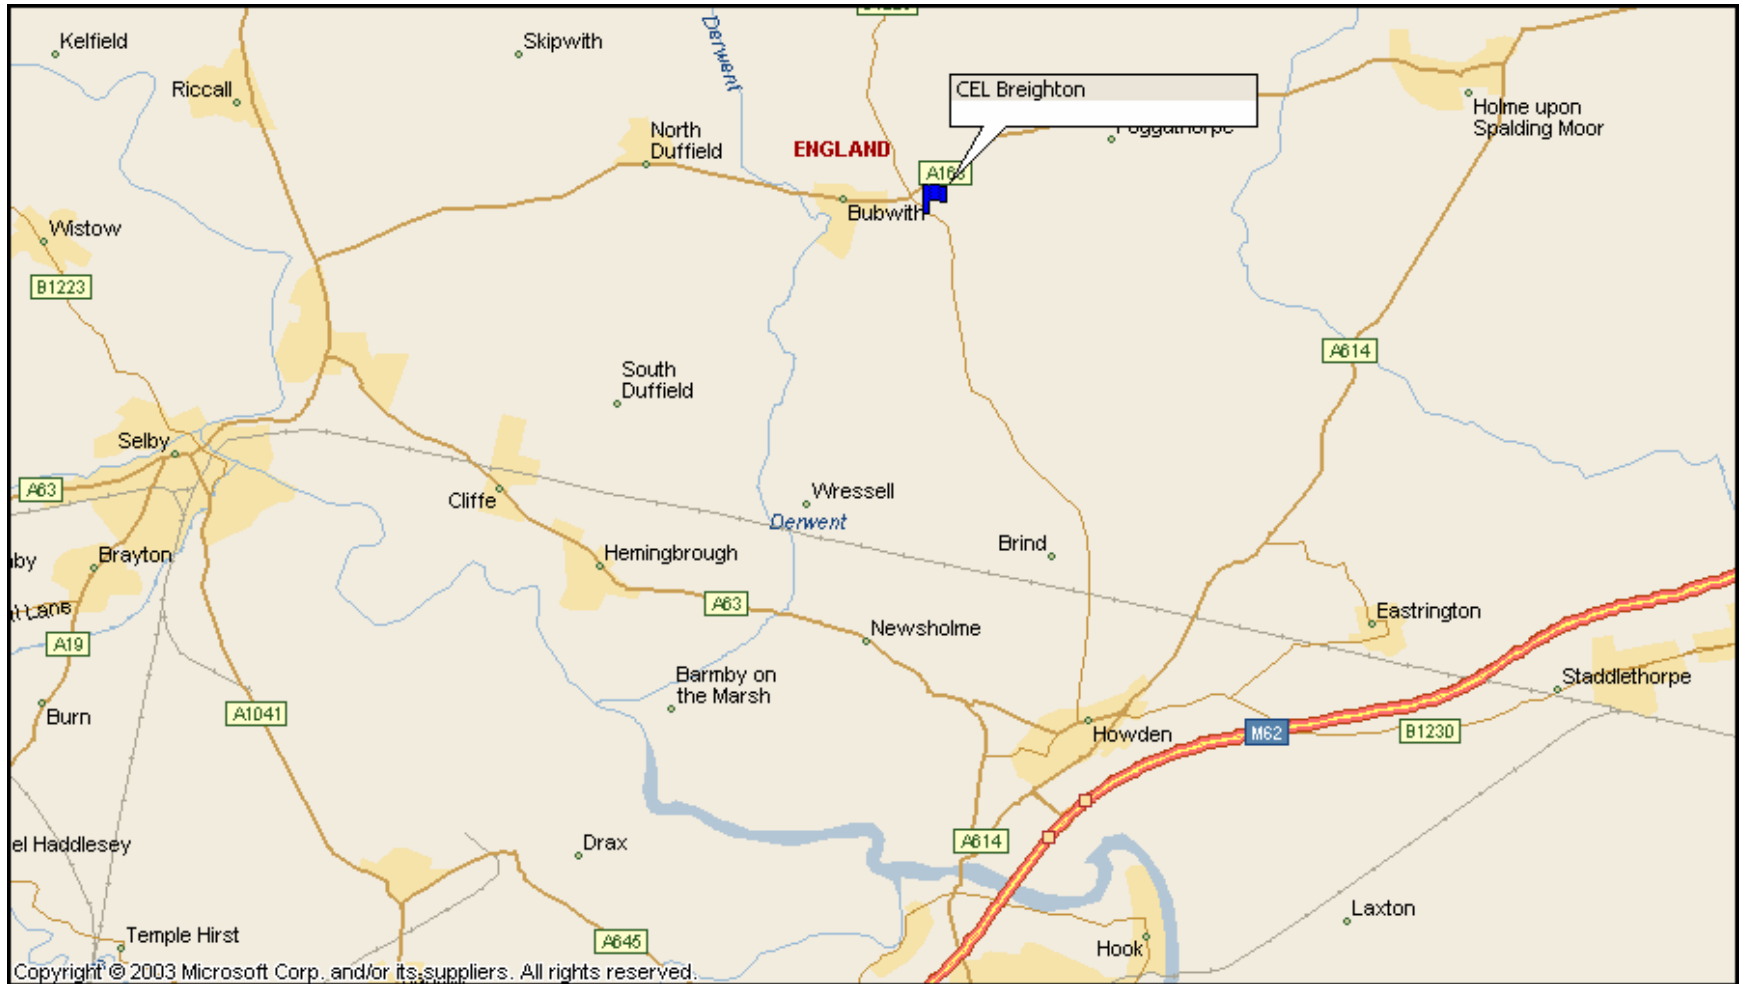 Kelfield
Skipwith
Derwent
Riccall
CEL Breighton
Holme upon
Spalding Moor
North
Duffield
ENGLAND
Foggathorpe
Bubwith
Wistow
B1223
A614
South
Duffield
Selby
A63
Cliffe
Wressell
Derwent
Brind
Brayton
Hemingbrough
A63
Eastrington
Lane
A19
Newsholme
Barmby on
the Marsh
Staddlethorpe
Burn
A1041
Howden
M62
B1230
Drax
A614
el Haddlesey
Laxton
Temple Hirst
A645
Hook
Copyright © 2003 Microsoft Corp. and/or its suppliers. All rights reserved.